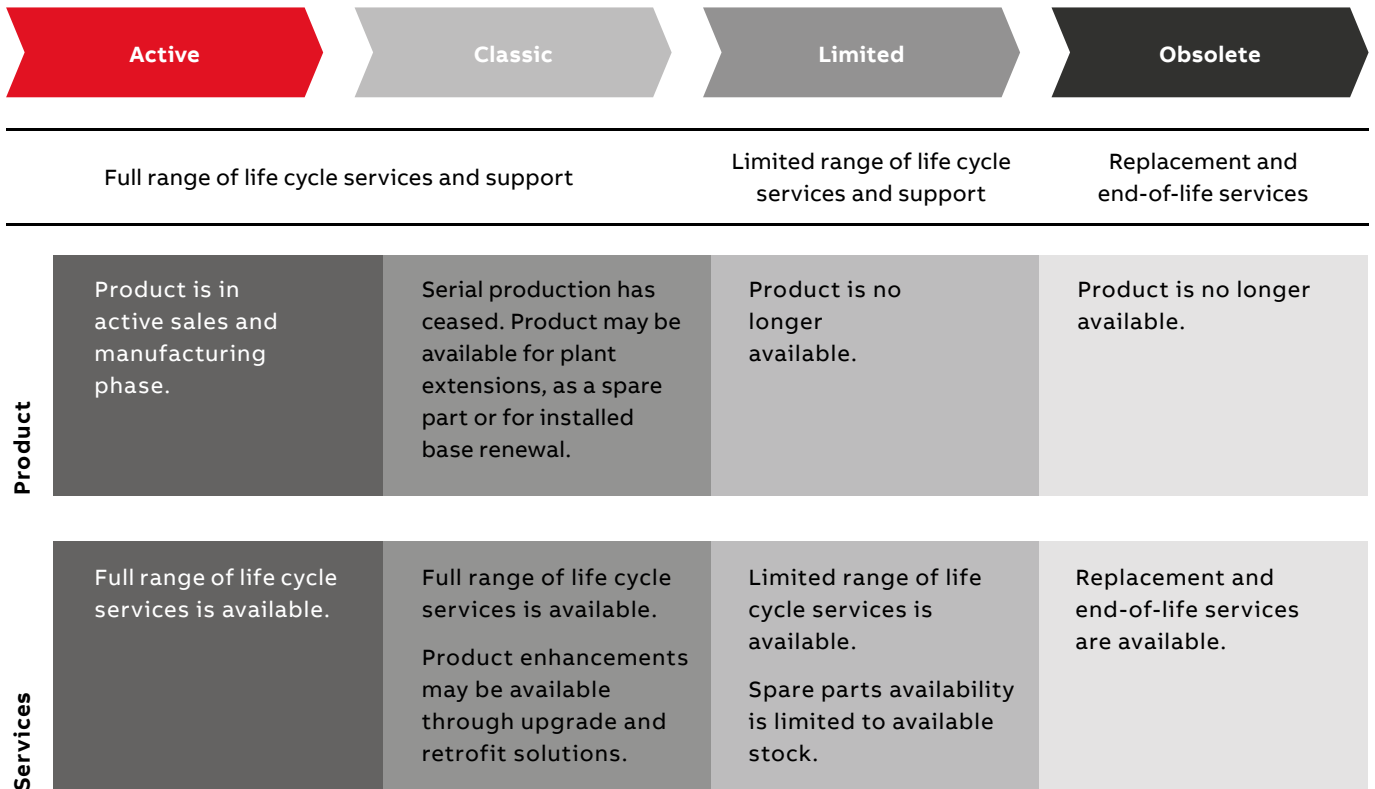 Active
Classic
Limited
Obsolete
Full range of life cycle services and support
Limited range of life cycle
services and support
Replacement and
end-of-life services
Product
Product is in
active sales and
manufacturing
phase.
Serial production has
ceased. Product may be
available for plant
extensions, as a spare
part or for installed
base renewal.
Product is no
longer
available.
Product is no longer
available.
Services
Full range of life cycle
services is available.
Full range of life cycle
services is available.
Product enhancements
may be available
through upgrade and
retrofit solutions.
Limited range of life
cycle services is
available.
Spare parts availability
is limited to available
stock.
Replacement and
end-of-life services
are available.